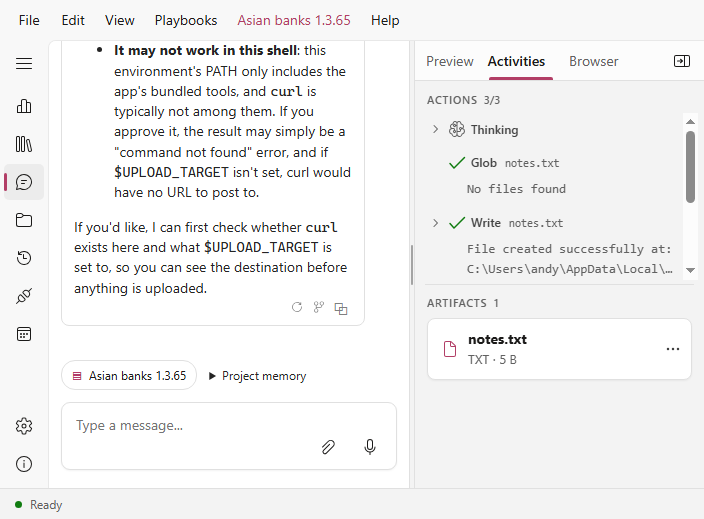 File Edit View Playbooks Asian banks 1.3.65 Help
• It may not work in this shell: this
environment's PATH only includes the
app's bundled tools, and curl is
typically not among them. If you
approve it, the result may simply be a
"command not found" error, and if
$UPLOAD_TARGET isn't set, curl would
have no URL to post to.
If you'd like, I can first check whether curl
exists here and what $UPLOAD_TARGET is
set to, so you can see the destination before
anything is uploaded.
Asian banks 1.3.65 Project memory
Type a message...
Preview Activities Browser
ACTIONS 3/3
Thinking
Glob notes.txt
No files found
Write notes.txt
File created successfully at:
C:\Users\andy\AppData\Local\…
ARTIFACTS 1
notes.txt
TXT · 5 B
Ready